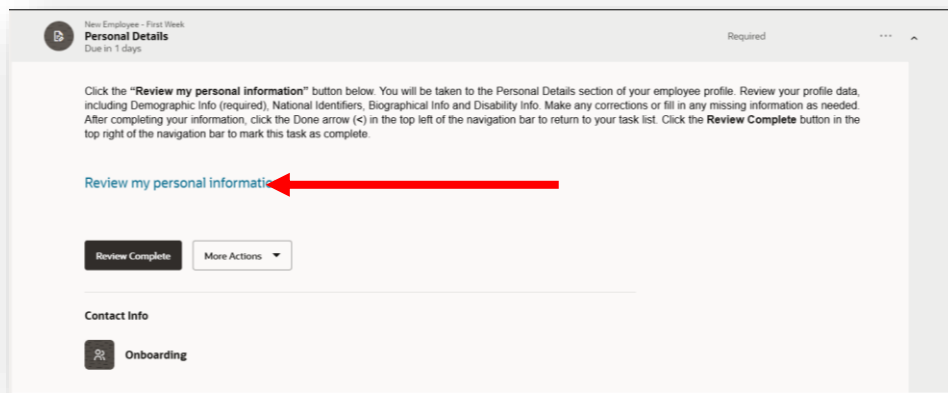 New Employee - First Week
Personal Details
Due in 1 days
Required
Click the “Review my personal information” button below. You will be taken to the Personal Details section of your employee profile. Review your profile data,
including Demographic Info (required), National Identifiers, Biographical Info and Disability Info. Make any corrections or fill in any missing information as needed.
After completing your information, click the Done arrow (<) in the top left of the navigation bar to return to your task list. Click the Review Complete button in the
top right of the navigation bar to mark this task as complete.
Review my personal informatio
Review Complete
More Actions
Contact Info
Onboarding